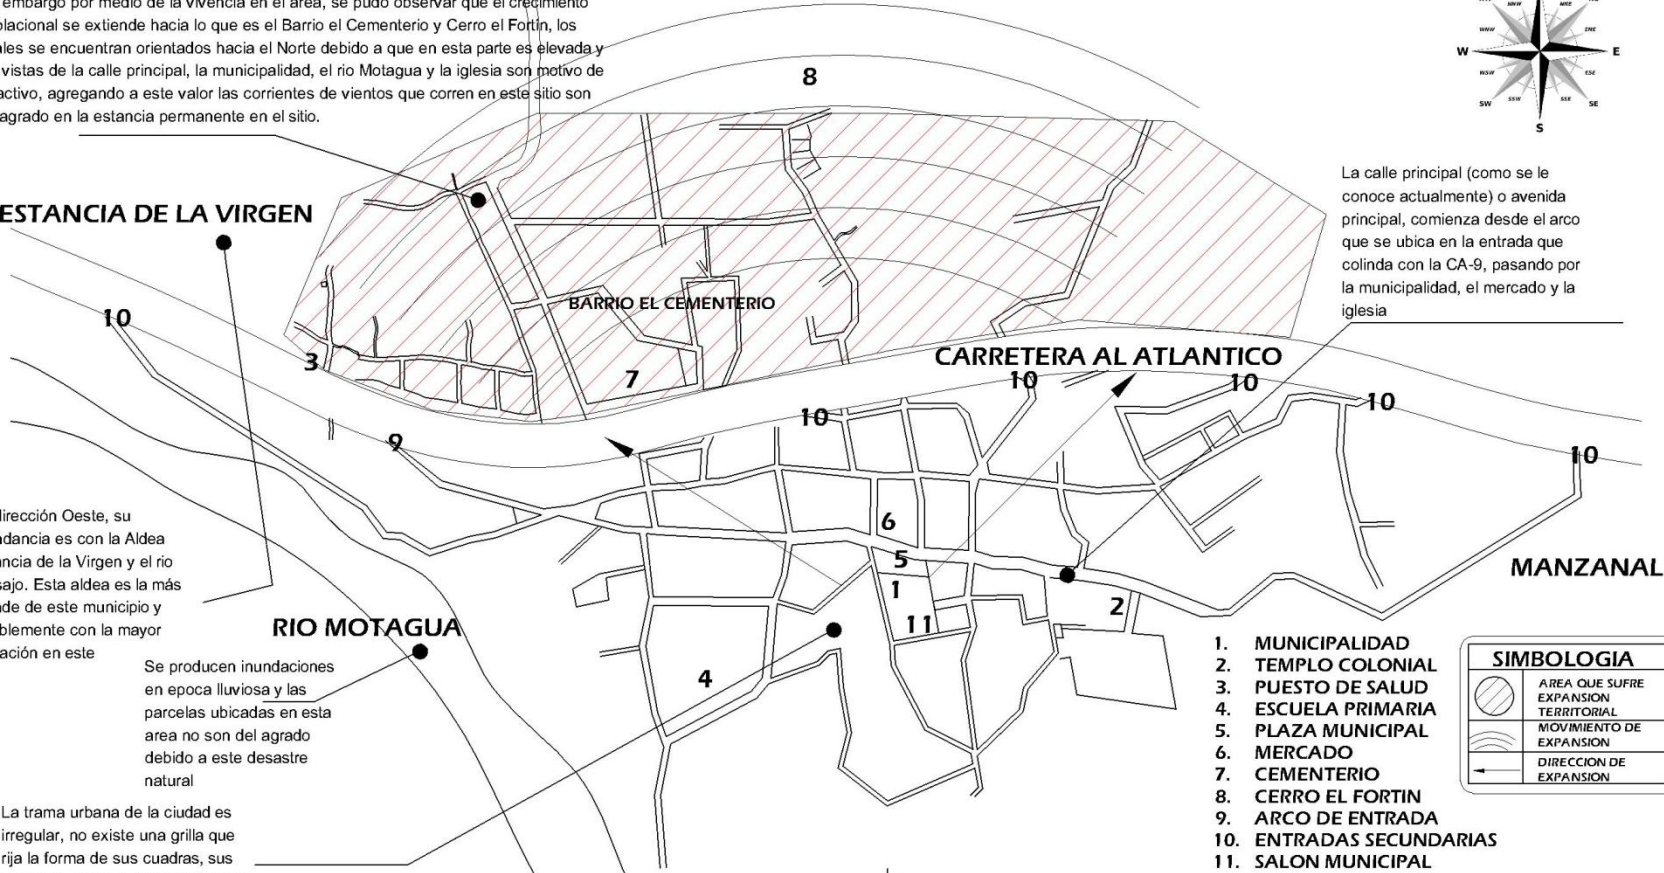 embargo por medio de la vivencia en el área, se pudo observar que el crecimiento
blacional se extiende hacia lo que es el Barrio el Cementerio y Cerro el Fortín, los
ales se encuentran orientados hacia el Norte debido a que en esta parte es elevada y
vistas de la calle principal, la municipalidad, el rio Motagua y la iglesia son motivo de
activo, agregando a este valor las corrientes de vientos que corren en este sitio son
agrado en la estancia permanente en el sitio.
NNW
NNE
WNW
ENE
W
E
WSW
ESE
SW
SSW
SSE
SE
S
8
La calle principal (como se le
conoce actualmente) o avenida
principal, comienza desde el arco
que se ubica en la entrada que
colinda con la CA-9, pasando por
la municipalidad, el mercado y la
iglesia
ESTANCIA DE LA VIRGEN
BARRIO EL CEMENTERIO
10
3
7
CARRETERA AL ATLANTICO
10
10
10
10
9
10
6
5
1
11
2
4
MANZANAL
dirección Oeste, su
ndancia es con la Aldea
ancia de la Virgen y el rio
sajo. Esta aldea es la más
nde de este municipio y
blemente con la mayor
ación en este
RIO MOTAGUA
Se producen inundaciones
en epoca lluviosa y las
parcelas ubicadas en esta
area no son del agrado
debido a este desastre
natural
La trama urbana de la ciudad es
irregular, no existe una grilla que
rija la forma de sus cuadras, sus
1. MUNICIPALIDAD
2. TEMPLO COLONIAL
3. PUESTO DE SALUD
4. ESCUELA PRIMARIA
5. PLAZA MUNICIPAL
6. MERCADO
7. CEMENTERIO
8. CERRO EL FORTIN
9. ARCO DE ENTRADA
10. ENTRADAS SECUNDARIAS
11. SALON MUNICIPAL
SIMBOLOGIA
AREA QUE SUFRE
EXPANSION
TERRITORIAL
MOVIMIENTO DE
EXPANSION
DIRECCION DE
EXPANSION